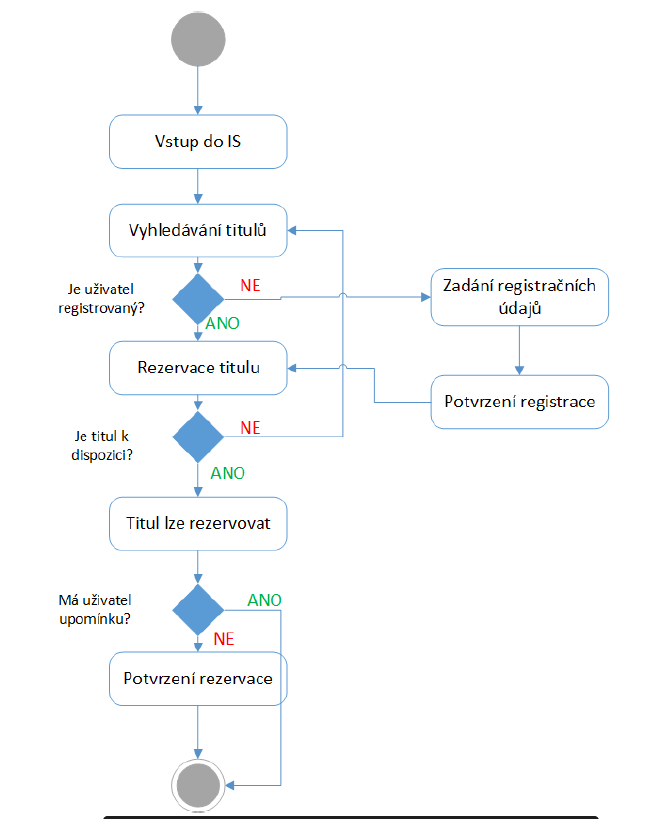 Vstup do IS
Vyhledávání titulů
Je uživatel
registrovaný?
NE
ANO
Zadání registračních
údajů
Rezervace titulu
Potvrzení registrace
Je titul k
dispozici?
NE
ANO
Titul lze rezervovat
Má uživatel
upomínku?
ANO
NE
Potvrzení rezervace